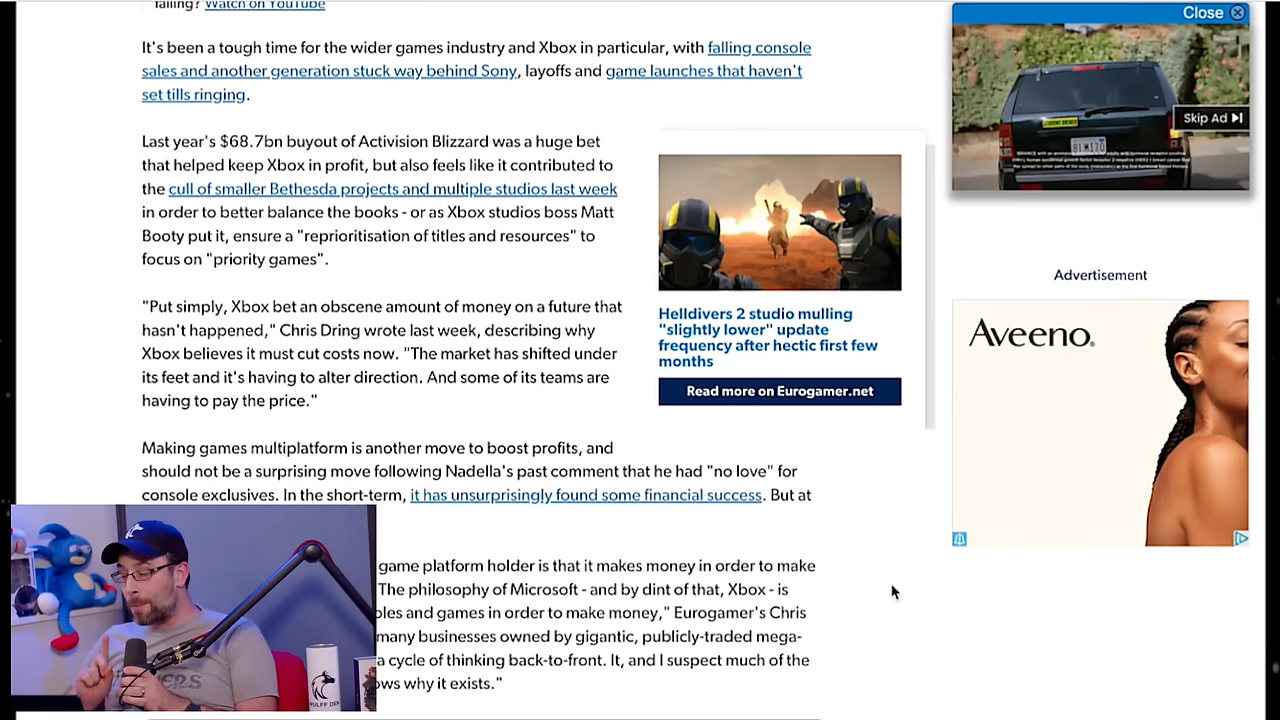 falling? Watch on YouTube
It's been a tough time for the wider games industry and Xbox in particular, with falling console
sales and another generation stuck way behind Sony, layoffs and game launches that haven't
set tills ringing.
Last year's $68.7bn buyout of Activision Blizzard was a huge bet
that helped keep Xbox in profit, but also one like it contributed to
the cull of smaller Bethesda projects and multiple studios last week
in order to better balance the books - or as Xbox studios boss Matt
Booty put it, ensure a "reprioritisation of titles and resources" to
focus on "priority games".
"Put simply, Xbox bet an obscene amount of money on a future that
hasn't happened," Chris Dring wrote last week, describing why
Xbox believes it must cut costs now. "The market has shifted under
its feet and it's having to alter direction. And some of its teams are
having to pay the price."
Making games multiplatform is another move to boost profits, and
should not be a surprising move following Nadella's past comment that he had "no love" for
console exclusives. In the short-term, it has unsurprisingly found some financial success. But at
game platform holder is that it makes money in order to make
The philosophy of Microsoft - and by dint of that, Xbox - is
oles and games in order to make money," Eurogamer's Chris
many businesses owned by gigantic, publicly-traded mega-
a cycle of thinking back-to-front. It, and I suspect much of the
ows why it exists."
Helldivers 2 studio mulling
"slightly lower" update
frequency after hectic first few
months
Read more on Eurogamer.net
Close
Skip Ad
Advertisement
Aveeno®
WULFF DEN